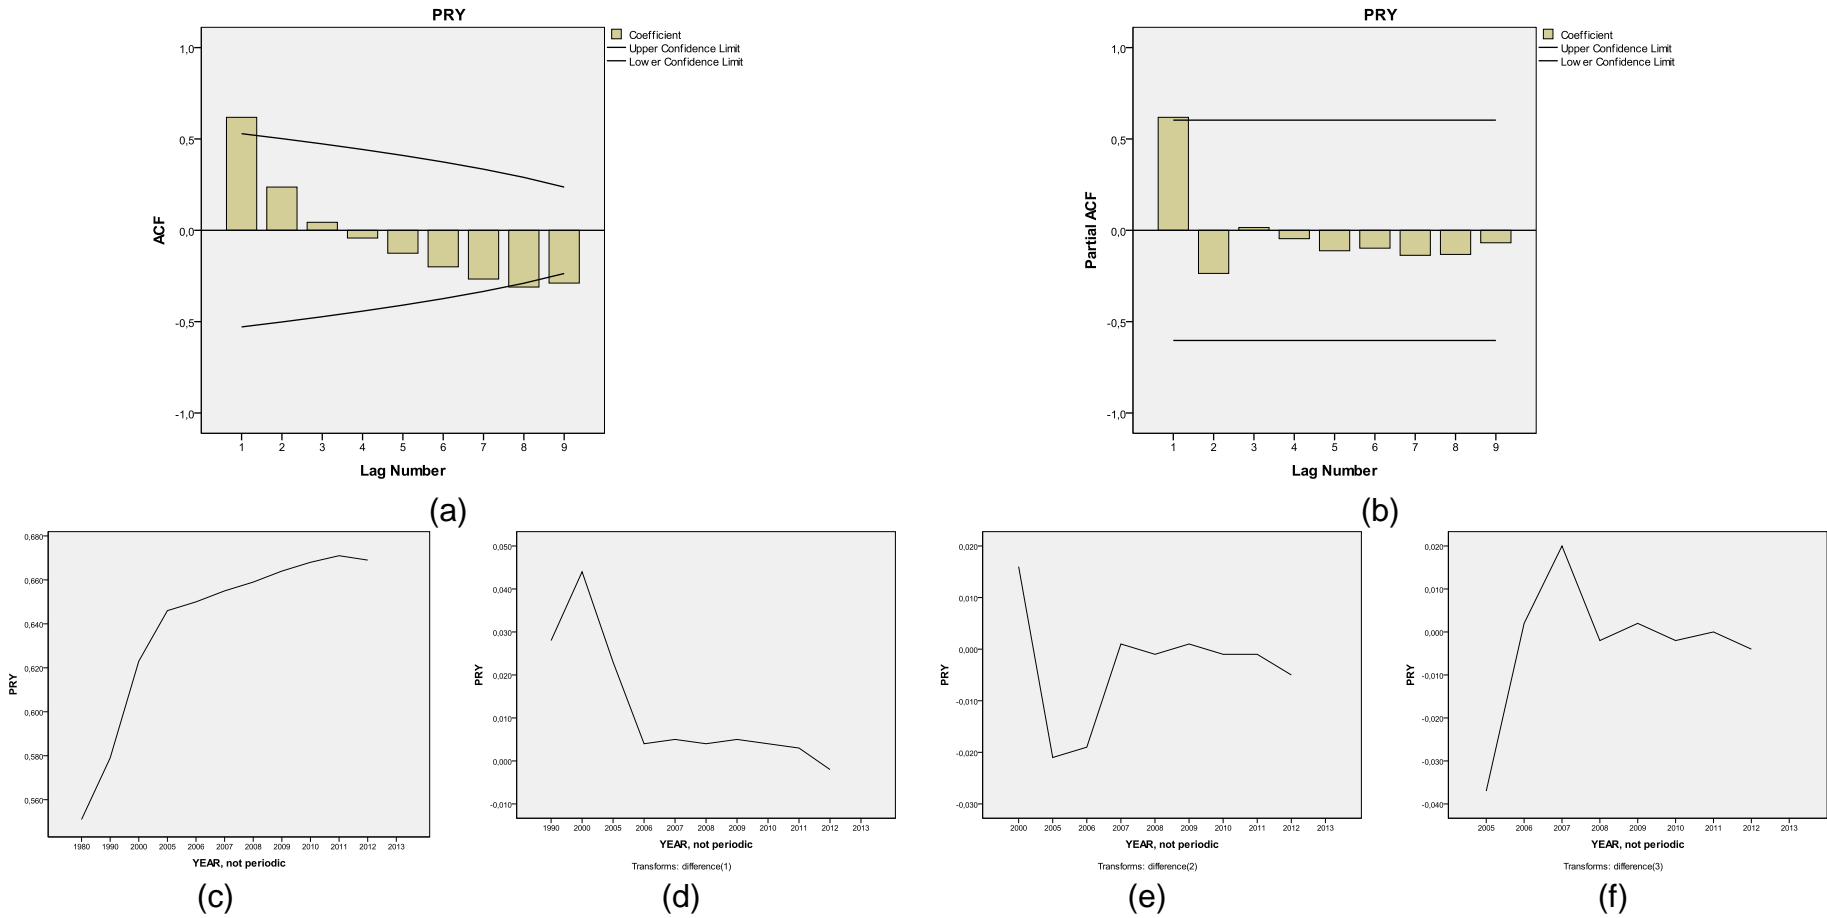 PRY
Coefficient
Upper Confidence Limit
Lower Confidence Limit
1,0
0,5
0,0
-0,5
-1,0
ACF
1 2 3 4 5 6 7 8 9
Lag Number
(a)
PRY
Coefficient
Upper Confidence Limit
Lower Confidence Limit
1,0
0,5
0,0
-0,5
-1,0
Partial ACF
1 2 3 4 5 6 7 8 9
Lag Number
(b)
0,680
0,660
0,640
0,620
0,600
0,580
0,560
PRY
1980 1990 2000 2005 2006 2007 2008 2009 2010 2011 2012 2013
YEAR, not periodic
(c)
0,050
0,040
0,030
0,020
0,010
0,000
-0,010
PRY
1990 2000 2005 2006 2007 2008 2009 2010 2011 2012 2013
YEAR, not periodic
Transforms: difference(1)
(d)
0,020
0,010
0,000
-0,010
-0,020
-0,030
PRY
2000 2005 2006 2007 2008 2009 2010 2011 2012 2013
YEAR, not periodic
Transforms: difference(2)
(e)
0,020
0,010
0,000
-0,010
-0,020
-0,030
-0,040
PRY
2005 2006 2007 2008 2009 2010 2011 2012 2013
YEAR, not periodic
Transforms: difference(3)
(f)